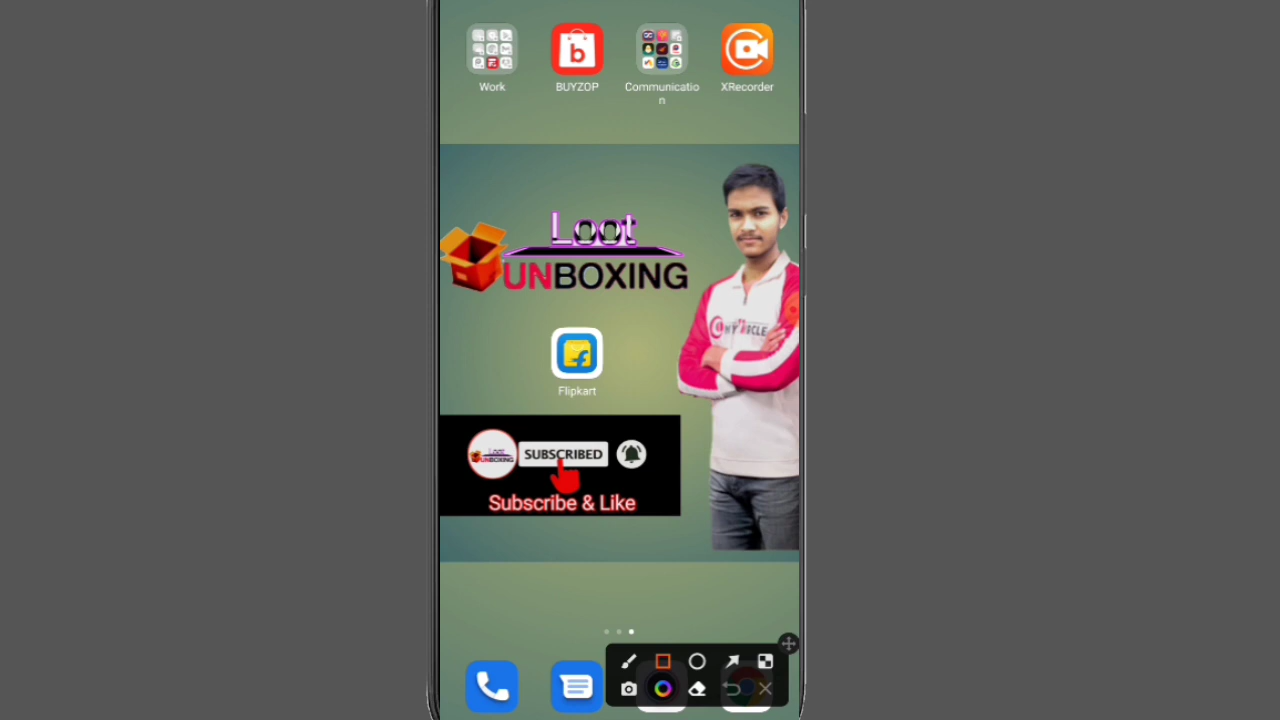 Work
BUYZOP
Communicatio
n
XRecorder
Loot
UNBOXING
Flipkart
SUBSCRIBED
Subscribe & Like